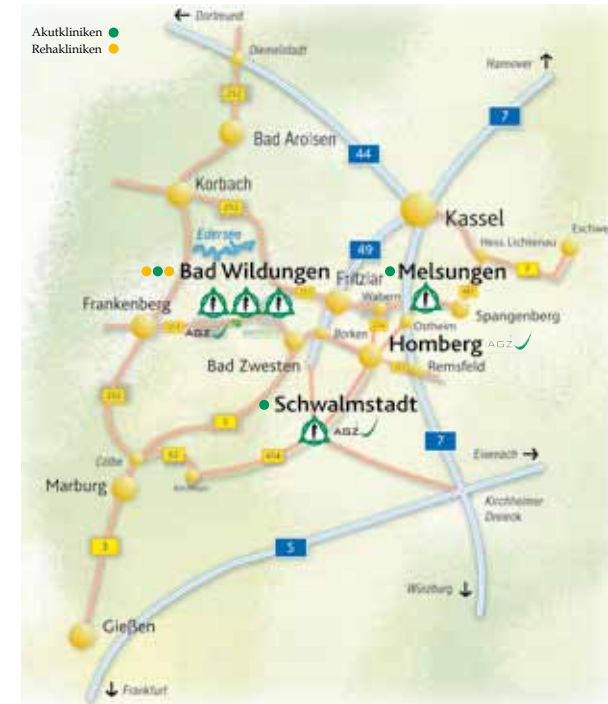 Akutkliniken
Rehakliniken
Dortmund
Diemelstadt
Hannover
252
7
Bad Arolsen
44
Korbach
252
Kassel
Edersee
49
Hess. Lichtenau
7
Bad Wildungen
Fritzlar
Melsungen
Wabern
Frankenberg
Spangenberg
Ostheim
AGZ
Borken
Homberg
AGZ
Bad Zwesten
Remsfeld
Schwalmstadt
3
AGZ
7
Cölbe
62
454
Eisenach
Marburg
Kirchheimer
Dreieck
3
5
Würzburg
Gießen
Frankfurt